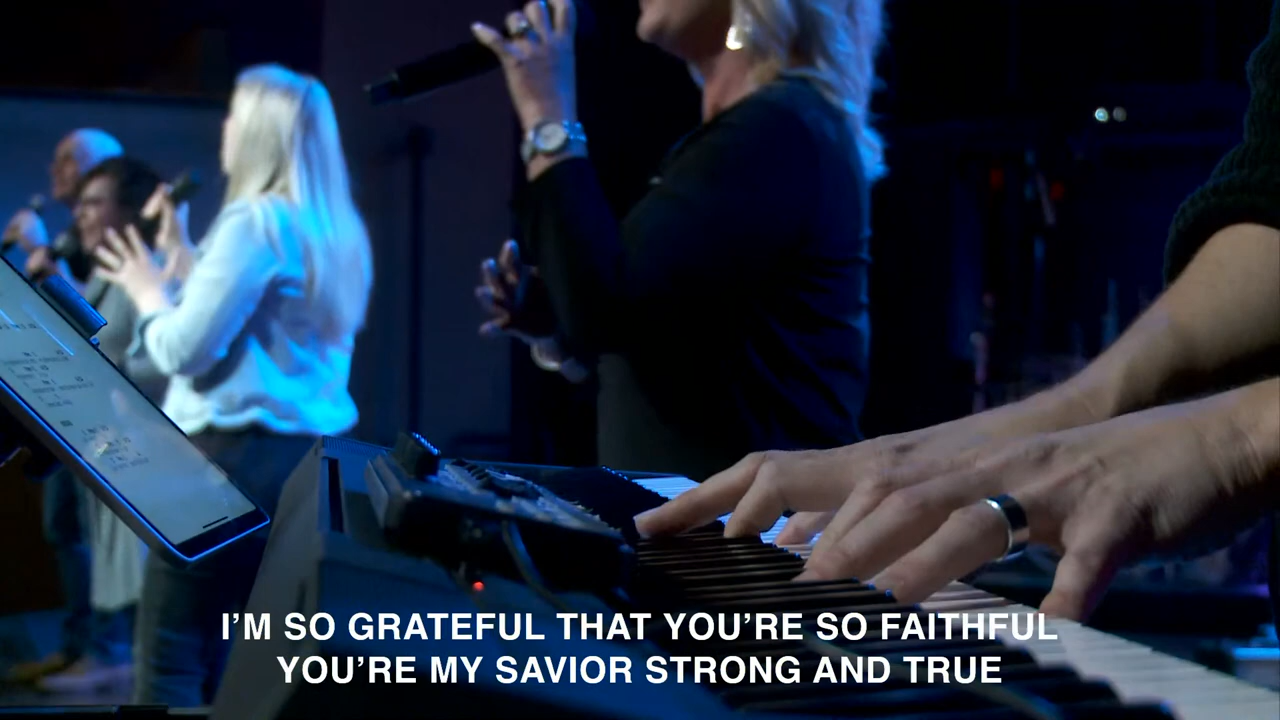 I'M SO GRATEFUL THAT YOU'RE SO FAITHFUL
YOU'RE MY SAVIOR STRONG AND TRUE